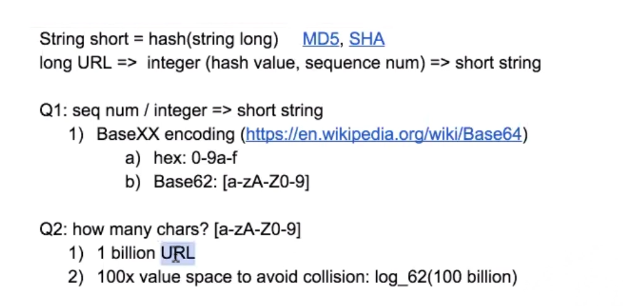 String short = hash(string long) MD5, SHA
long URL => integer (hash value, sequence num) => short string
Q1: seq num / integer => short string
1) BaseXX encoding (https://en.wikipedia.org/wiki/Base64)
a) hex: 0-9a-f
b) Base62: [a-zA-Z0-9]
Q2: how many chars? [a-zA-Z0-9]
1) 1 billion URL
2) 100x value space to avoid collision: log_62(100 billion)